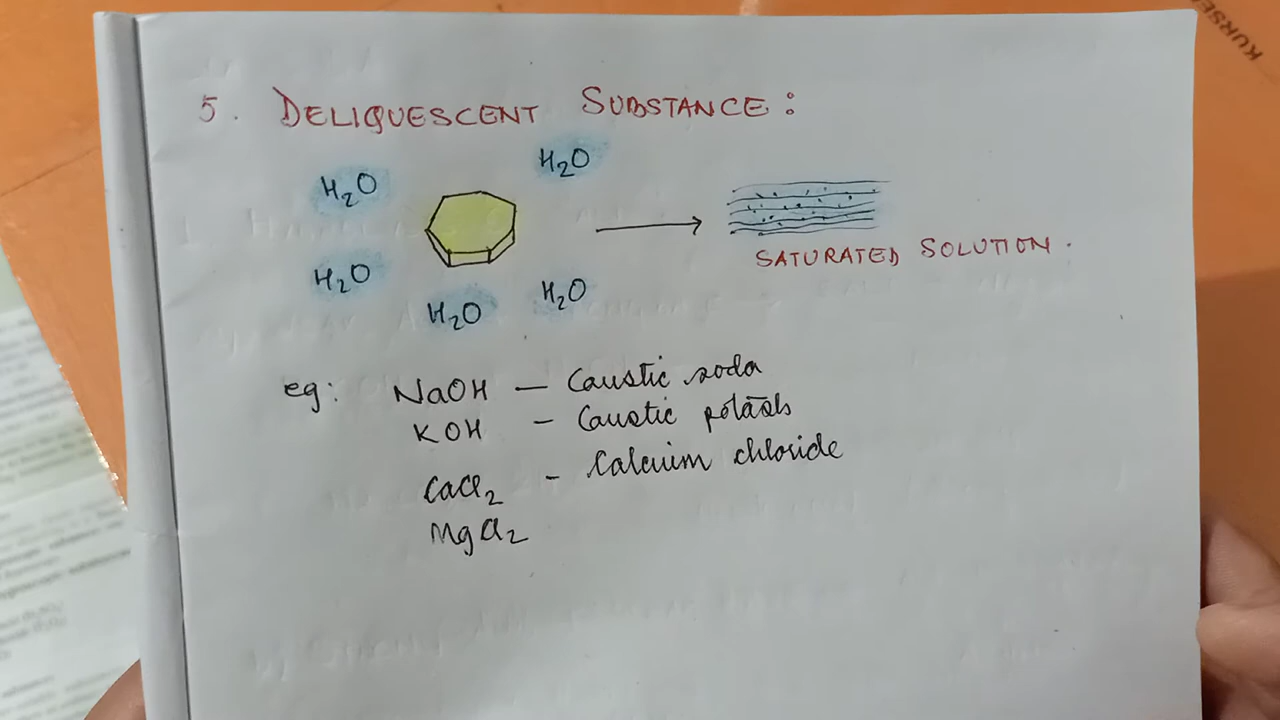 5. DELIQUESCENT SUBSTANCE:
H2O
H2O
H2O
H2O
H2O
SATURATED SOLUTION.
eg: NaOH — Caustic soda
KOH - Caustic potash
CaCl2 - Calcium chloride
MgCl2